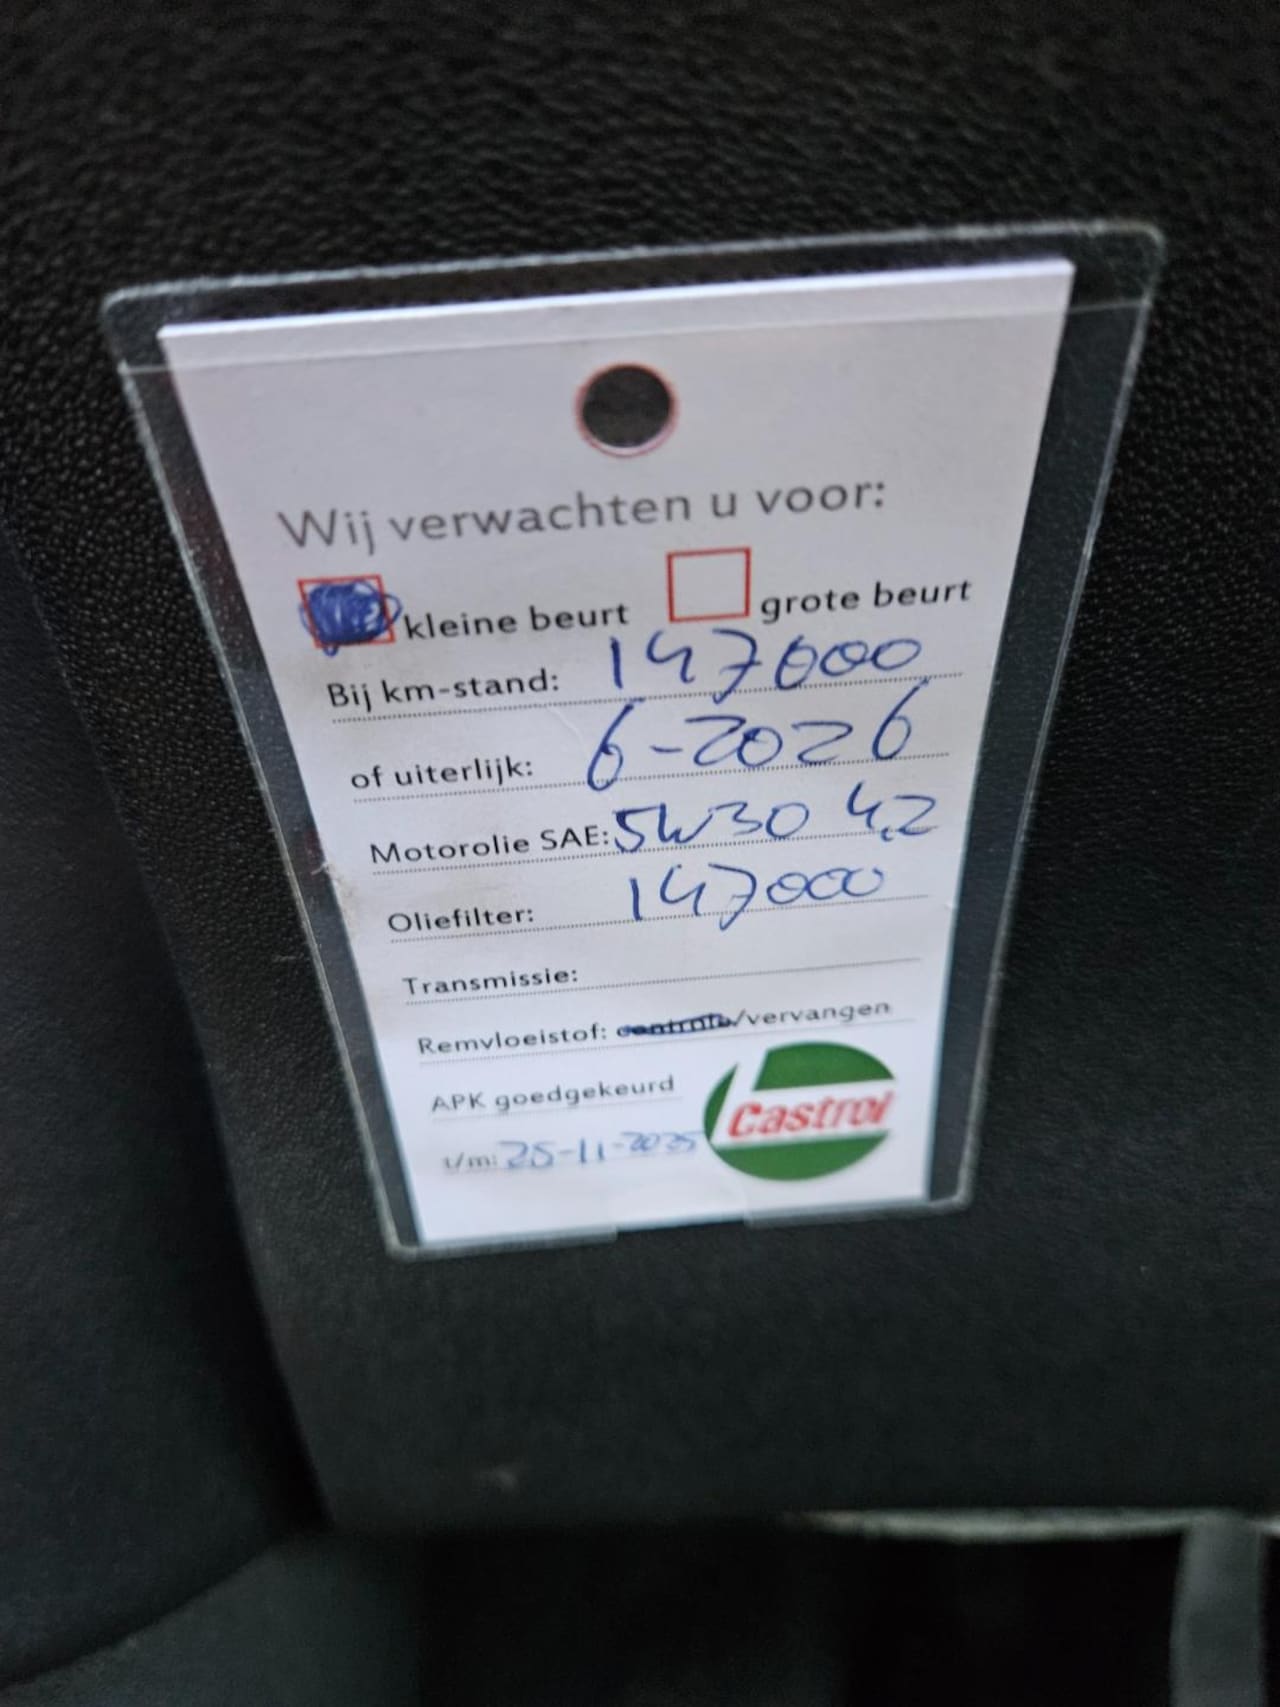 Wij verwachten u voor:
kleine beurt grote beurt
Bij km-stand: 147000
of uiterlijk: 6-2026
Motorolie SAE: 5W30 4,2
Oliefilter: 147000
Transmissie:
Remvloeistof: controle/vervangen
APK goedgekeurd
t/m: 25-11-2025
Castrol